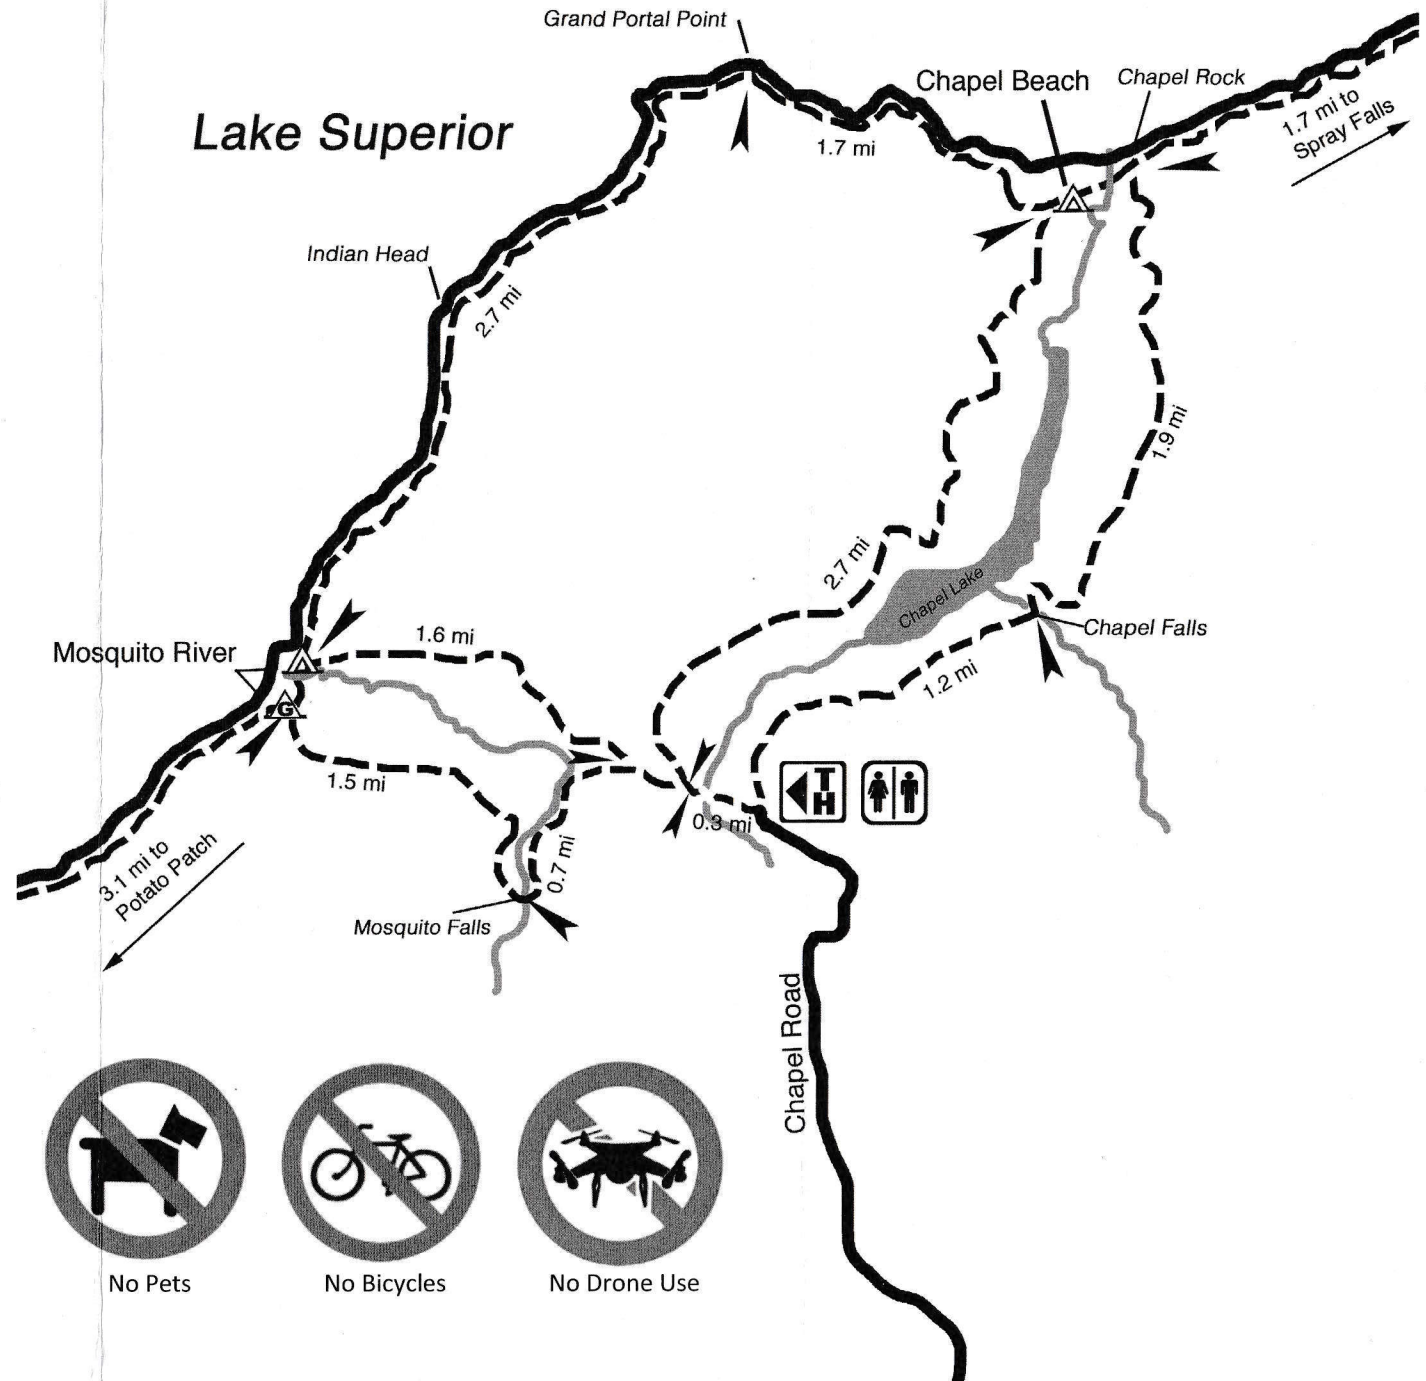 Grand Portal Point
Chapel Beach
Chapel Rock
Lake Superior
1.7 mi
1.7 mi to
Spray Falls
Indian Head
2.7 mi
1.9 mi
2.7 mi
Chapel Lake
Mosquito River
1.6 mi
Chapel Falls
1.2 mi
G
1.5 mi
TH
0.3 mi
3.1 mi to
Potato Patch
0.7 mi
Mosquito Falls
Chapel Road
No Pets
No Bicycles
No Drone Use